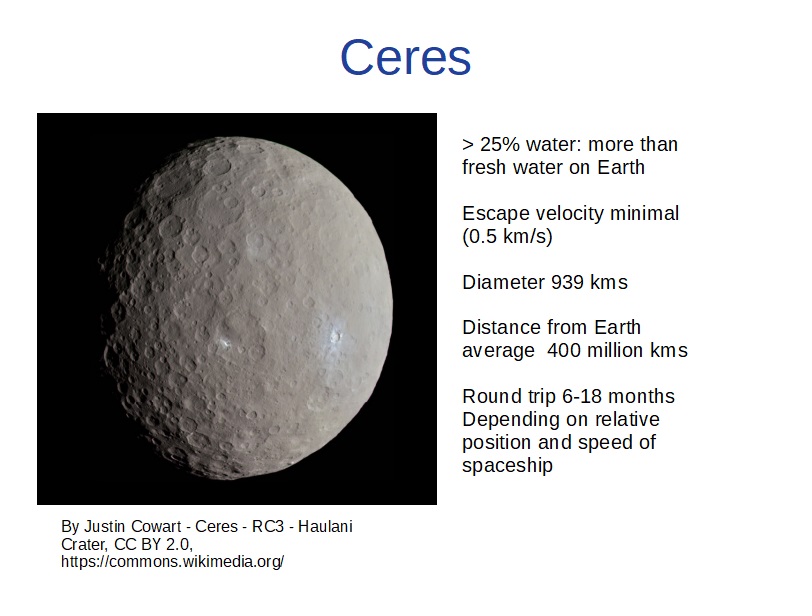 Ceres
> 25% water: more than
fresh water on Earth
Escape velocity minimal
(0.5 km/s)
Diameter 939 kms
Distance from Earth
average  400 million kms
Round trip 6-18 months
Depending on relative
position and speed of
spaceship
By Justin Cowart - Ceres - RC3 - Haulani
Crater, CC BY 2.0,
https://commons.wikimedia.org/